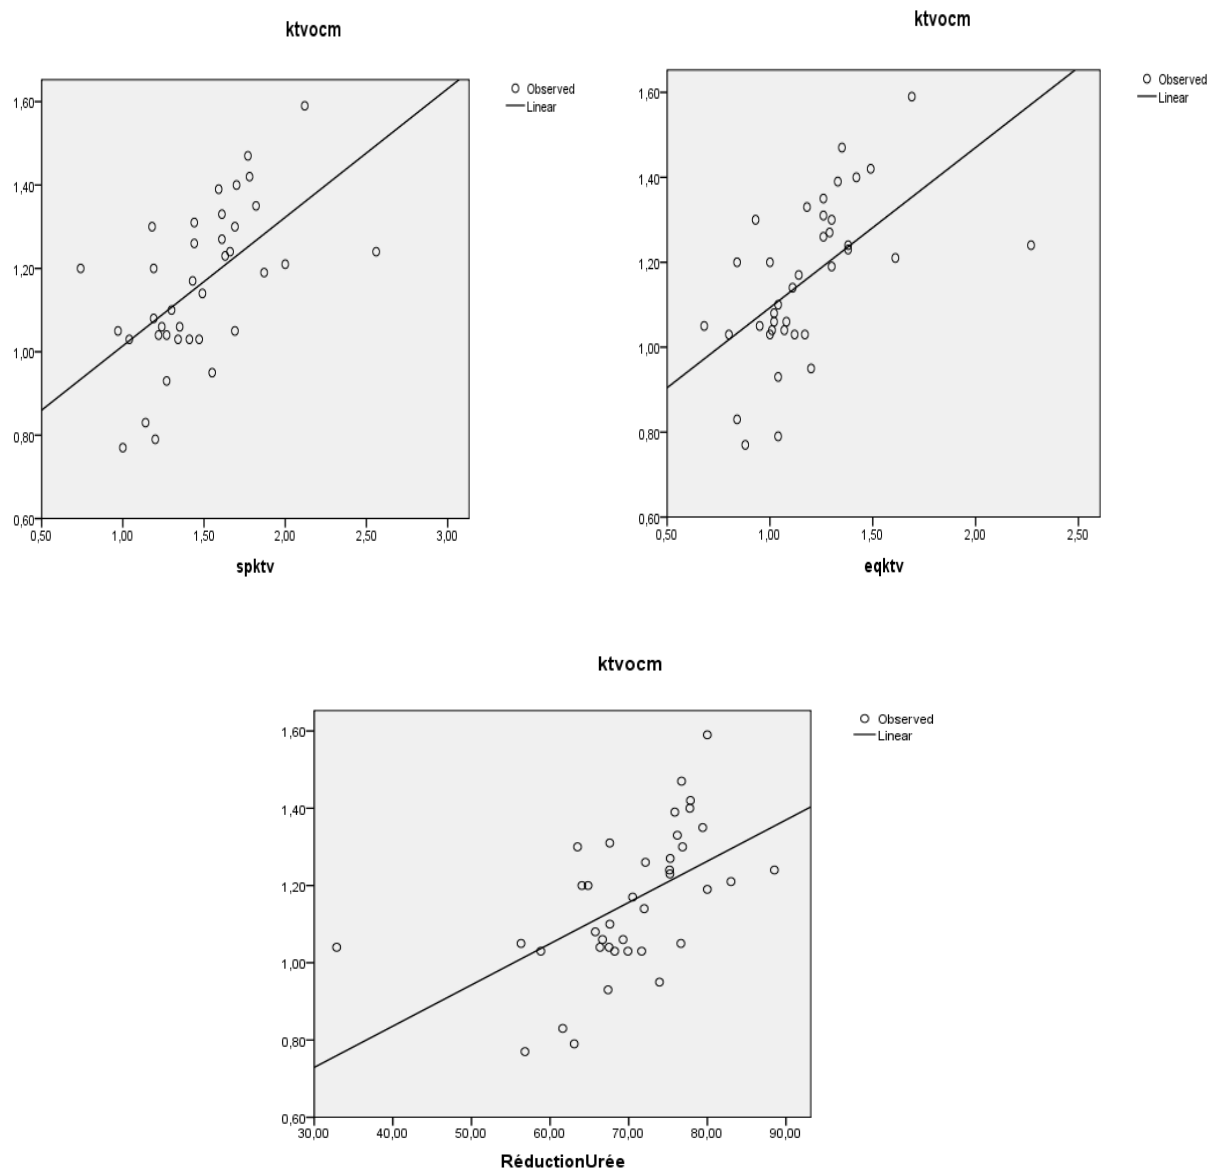 ktvocm
1,60
1,40
1,20
1,00
0,80
0,60
0,50 1,00 1,50 2,00 2,50 3,00
spktv
Observed
Linear
ktvocm
1,60
1,40
1,20
1,00
0,80
0,60
0,50 1,00 1,50 2,00 2,50
eqktv
Observed
Linear
ktvocm
1,60
1,40
1,20
1,00
0,80
0,60
30,00 40,00 50,00 60,00 70,00 80,00 90,00
RéductionUrée
Observed
Linear